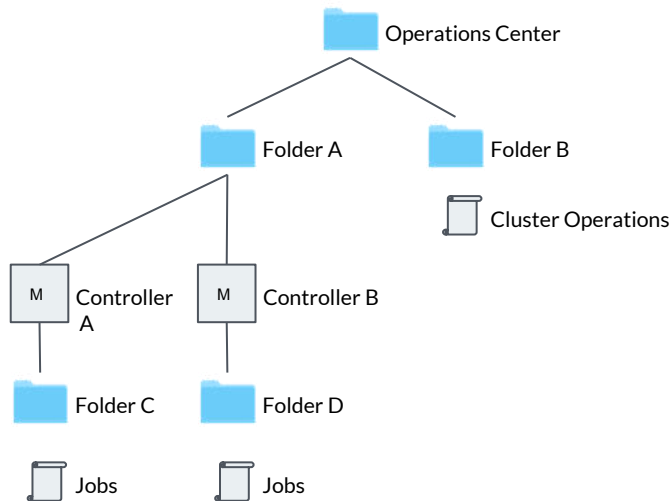 Operations Center
Folder A
Folder B
Cluster Operations
M
Controller
A
M
Controller B
Folder C
Folder D
Jobs
Jobs